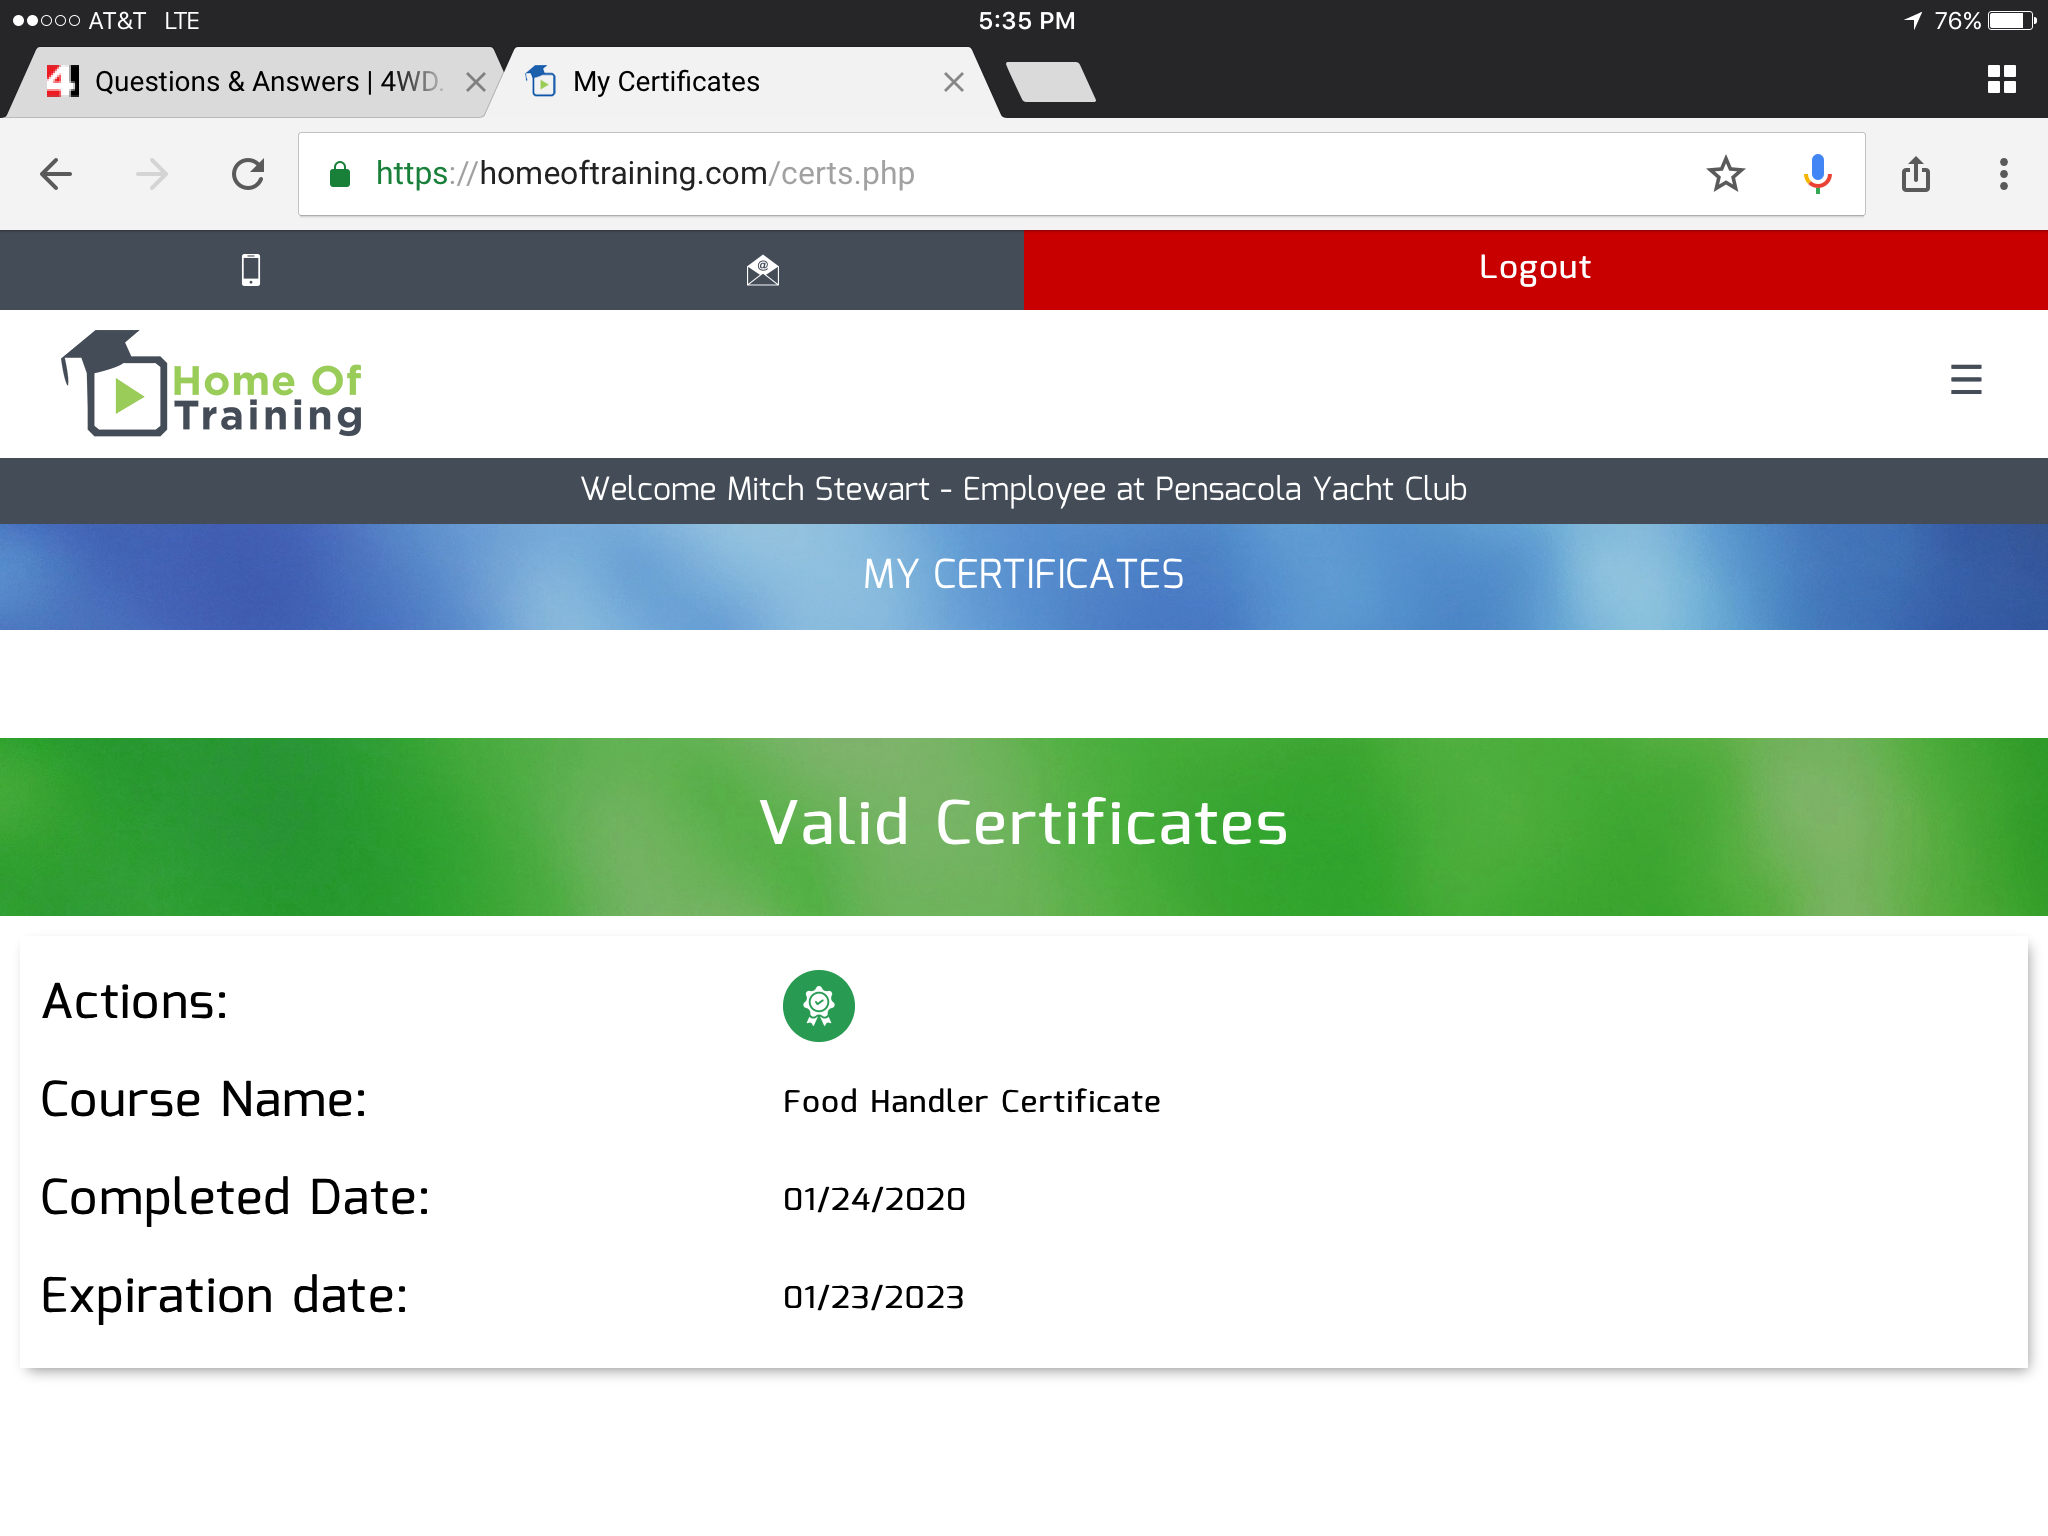 AT&T LTE 5:35 PM 76%
Questions & Answers | 4WD. My Certificates
https://homeoftraining.com/certs.php
Logout
Home Of
Training
Welcome Mitch Stewart - Employee at Pensacola Yacht Club
MY CERTIFICATES
Valid Certificates
Actions:
Course Name: Food Handler Certificate
Completed Date: 01/24/2020
Expiration date: 01/23/2023